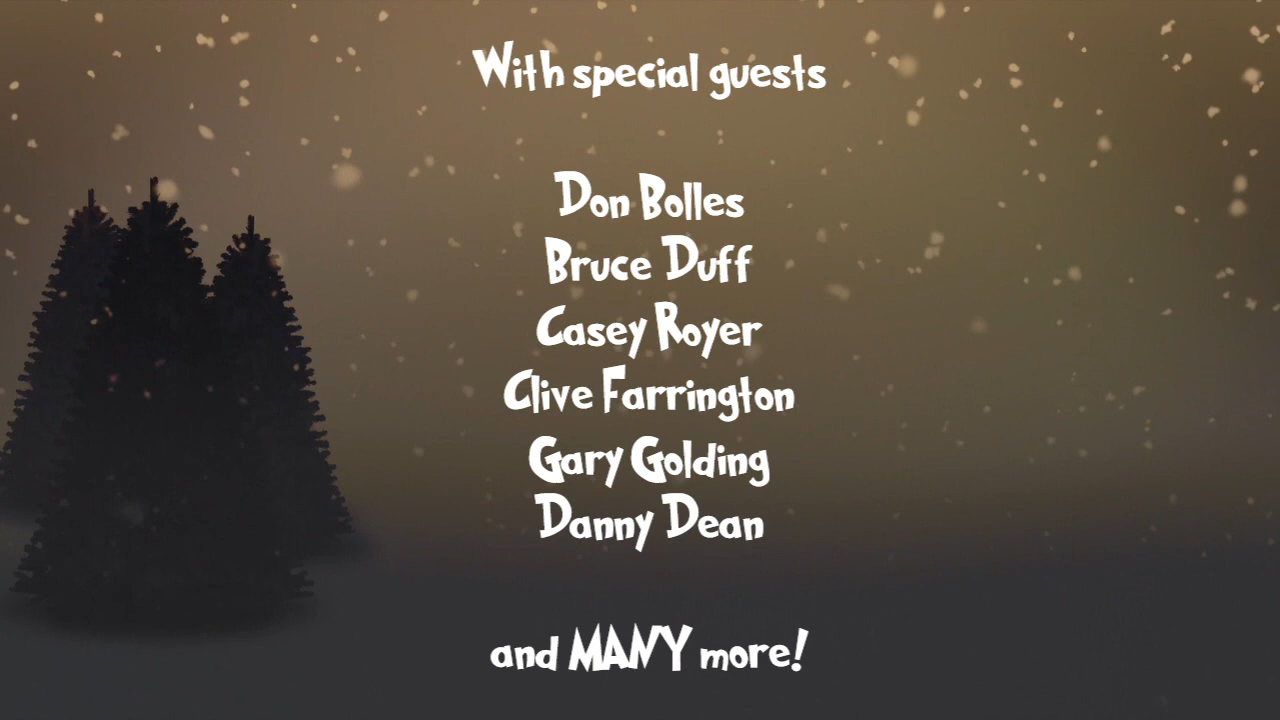 With special guests
Don Bolles
Bruce Duff
Casey Royer
Clive Farrington
Gary Golding
Danny Dean
and MANY more!